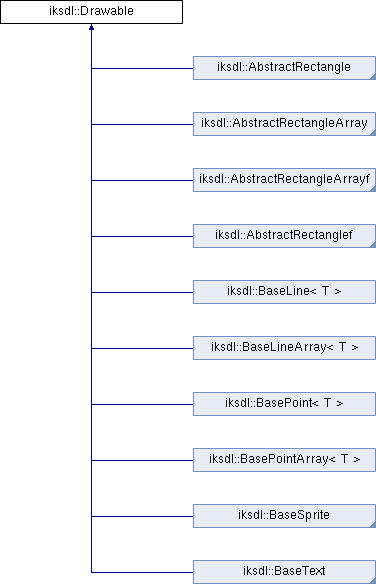 iksdl::Drawable
iksdl::AbstractRectangle
iksdl::AbstractRectangleArray
iksdl::AbstractRectangleArrayf
iksdl::AbstractRectanglef
iksdl::BaseLine< T >
iksdl::BaseLineArray< T >
iksdl::BasePoint< T >
iksdl::BasePointArray< T >
iksdl::BaseSprite
iksdl::BaseText